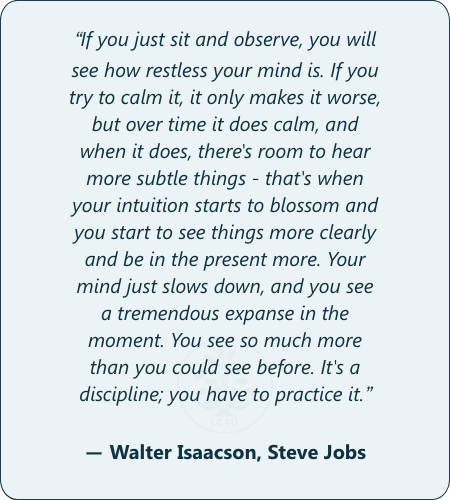 “If you just sit and observe, you will
see how restless your mind is. If you
try to calm it, it only makes it worse,
but over time it does calm, and
when it does, there's room to hear
more subtle things - that's when
your intuition starts to blossom and
you start to see things more clearly
and be in the present more. Your
mind just slows down, and you see
a tremendous expanse in the
moment. You see so much more
than you could see before. It's a
discipline; you have to practice it.”
— Walter Isaacson, Steve Jobs